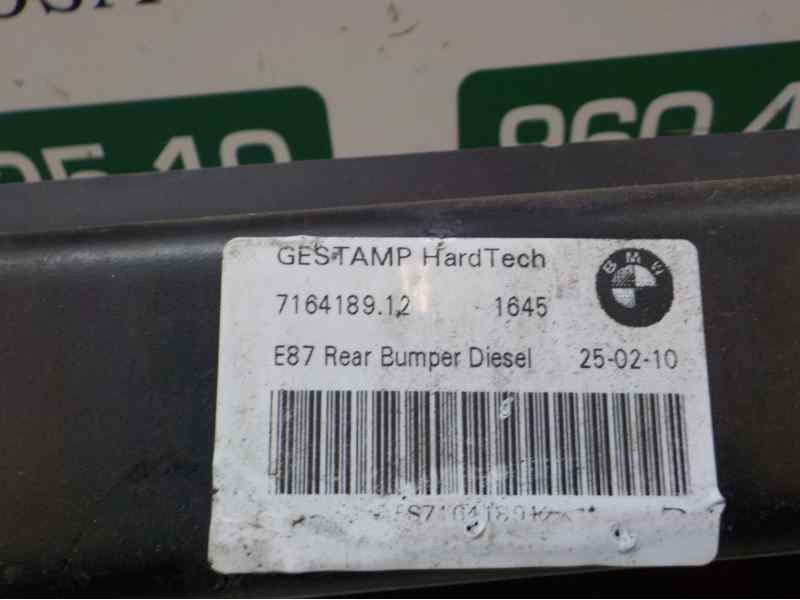 GESTAMP HardTech
7164189.12 1645
BMW
E87 Rear Bumper Diesel 25-02-10